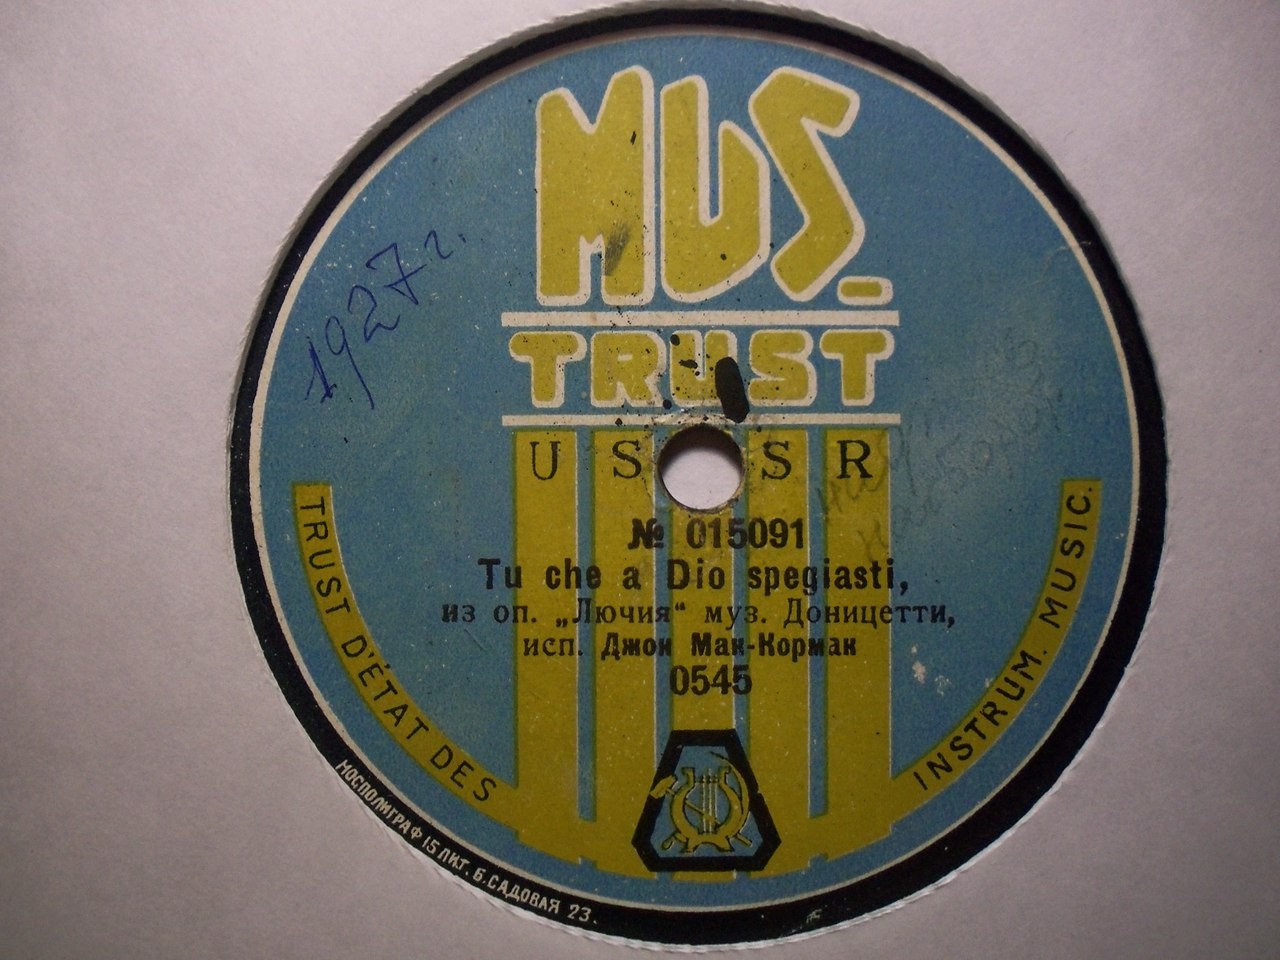 MUS.
TRUST
U S S R
1927 г.
№ 015091
Tu che a Dio spegiasti,
из оп. „Лючия“ муз. Доницетти,
исп. Джон Мак-Кормак
0545
TRUST D'ÉTAT DES
INSTRUM. MUSIC.
МОСПОЛИГРАФ 15 ЛИТ. Б. САДОВАЯ 23.